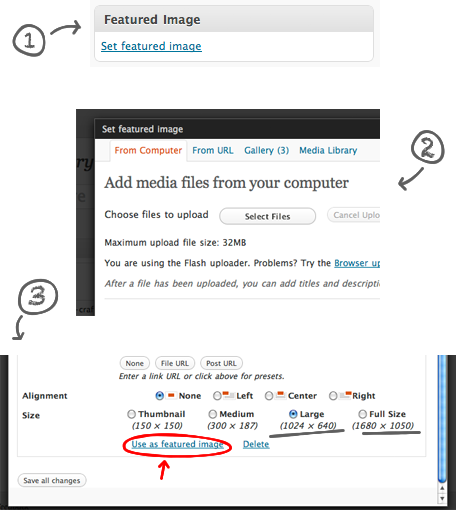 1
Featured Image
Set featured image
Set featured image
2
From Computer From URL Gallery (3) Media Library
Add media files from your computer
Choose files to upload Select Files Cancel Uplo
Maximum upload file size: 32MB
You are using the Flash uploader. Problems? Try the Browser up
After a file has been uploaded, you can add titles and descripti
3
None File URL Post URL
Enter a link URL or click above for presets.
Alignment None Left Center Right
Size Thumbnail Medium Large Full Size
(150 × 150) (300 × 187) (1024 × 640) (1680 × 1050)
Use as featured image Delete
Save all changes